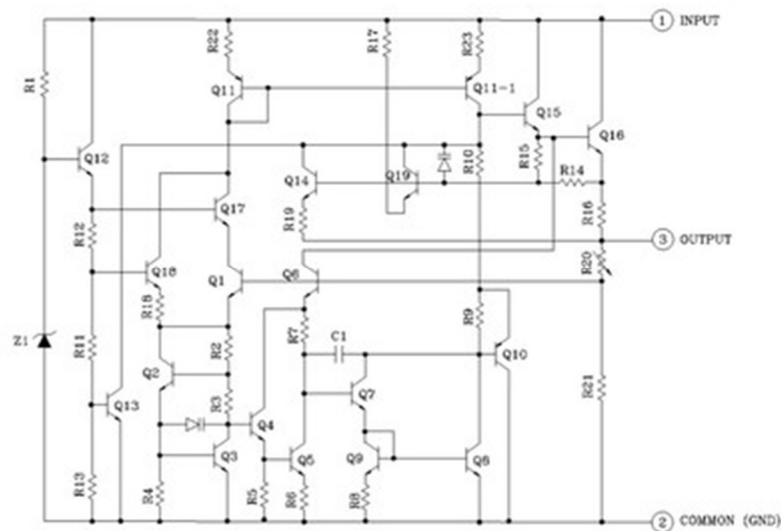 1 INPUT
R22
R17
R23
R1
Q11
Q11-1
Q15
Q16
Q12
R10
R15
Q14
Q19
R14
R12
Q17
R19
R16
3 OUTPUT
Q18
Q1
Q6
R20
R18
Z1
R11
R2
R7
C1
R9
Q10
Q2
Q7
R21
Q13
R3
Q4
R13
R4
Q3
R5
Q5
R6
Q9
R8
Q8
2 COMMON (GND)